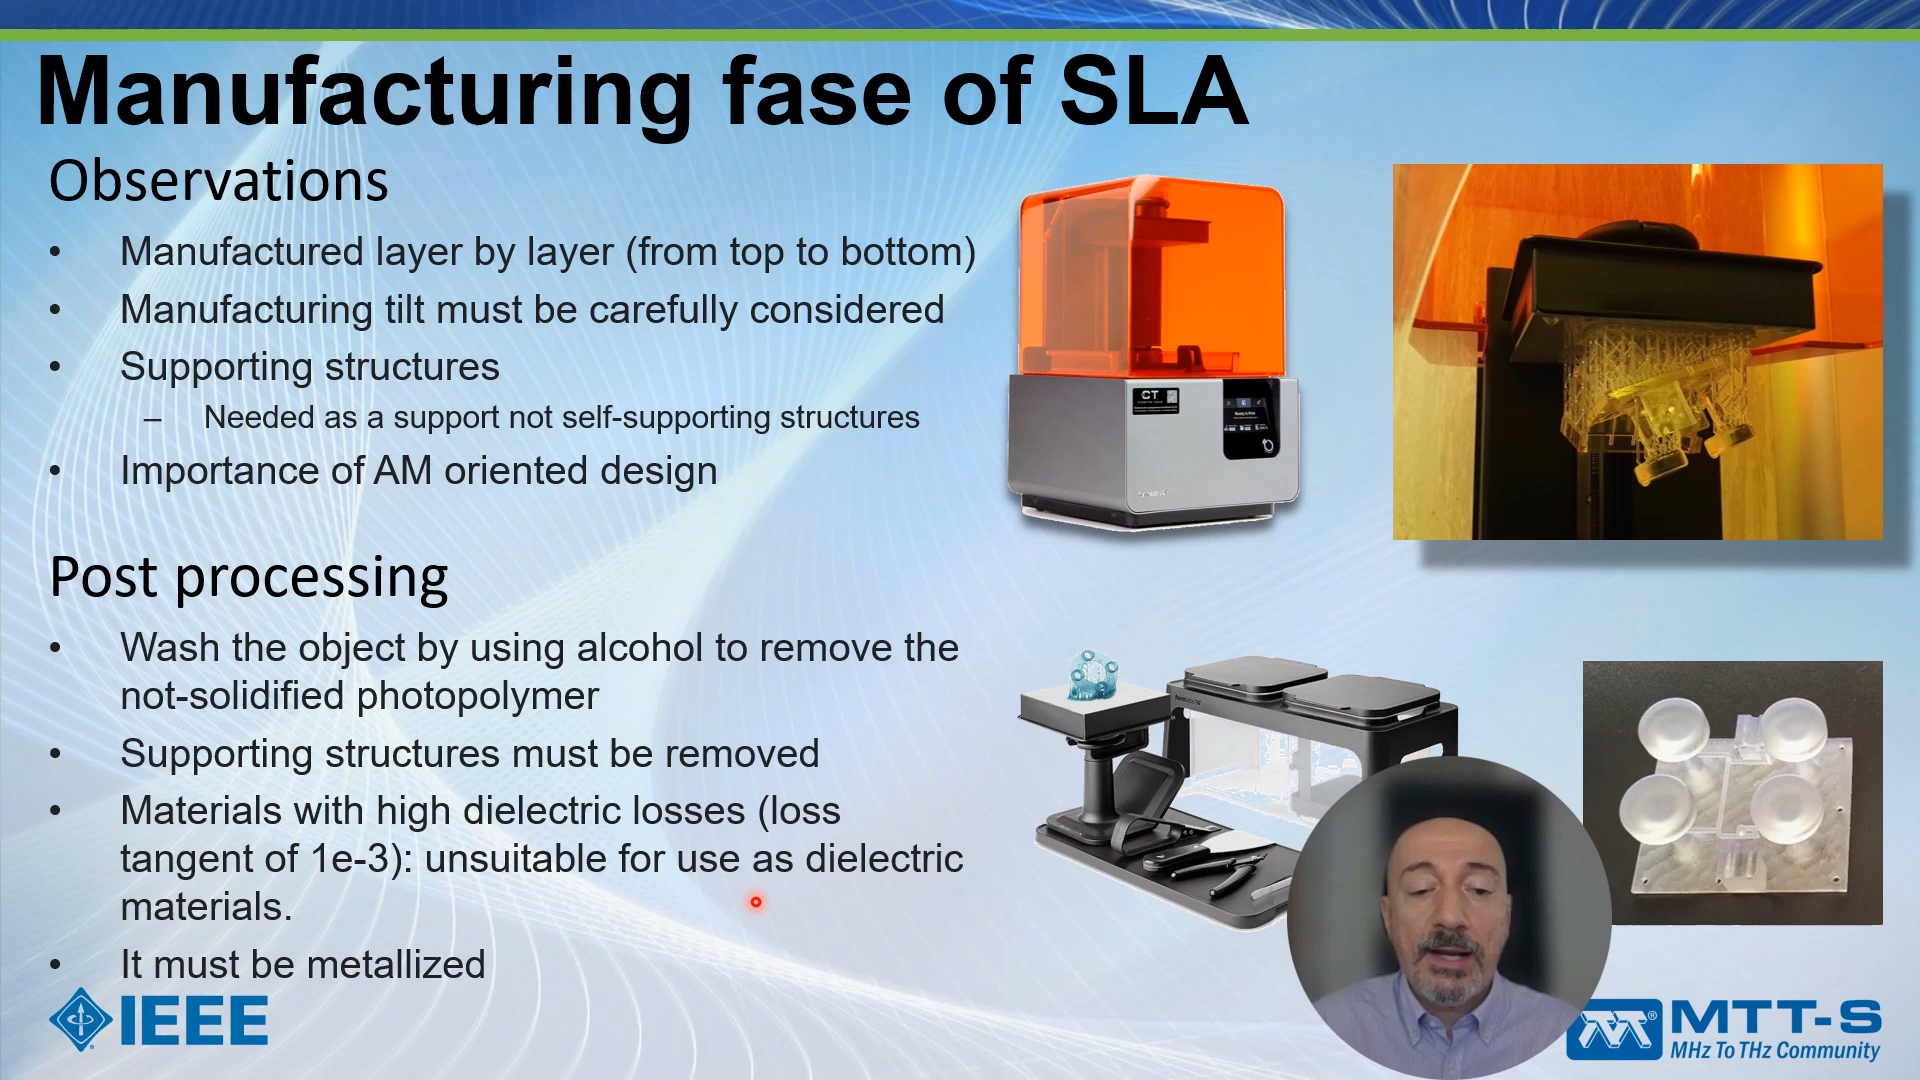 Manufacturing fase of SLA
Observations
• Manufactured layer by layer (from top to bottom)
• Manufacturing tilt must be carefully considered
• Supporting structures
– Needed as a support not self-supporting structures
• Importance of AM oriented design
Post processing
• Wash the object by using alcohol to remove the
not-solidified photopolymer
• Supporting structures must be removed
• Materials with high dielectric losses (loss
tangent of 1e-3): unsuitable for use as dielectric
materials.
• It must be metallized
CT
IEEE
MTT-S
MHz To THz Community